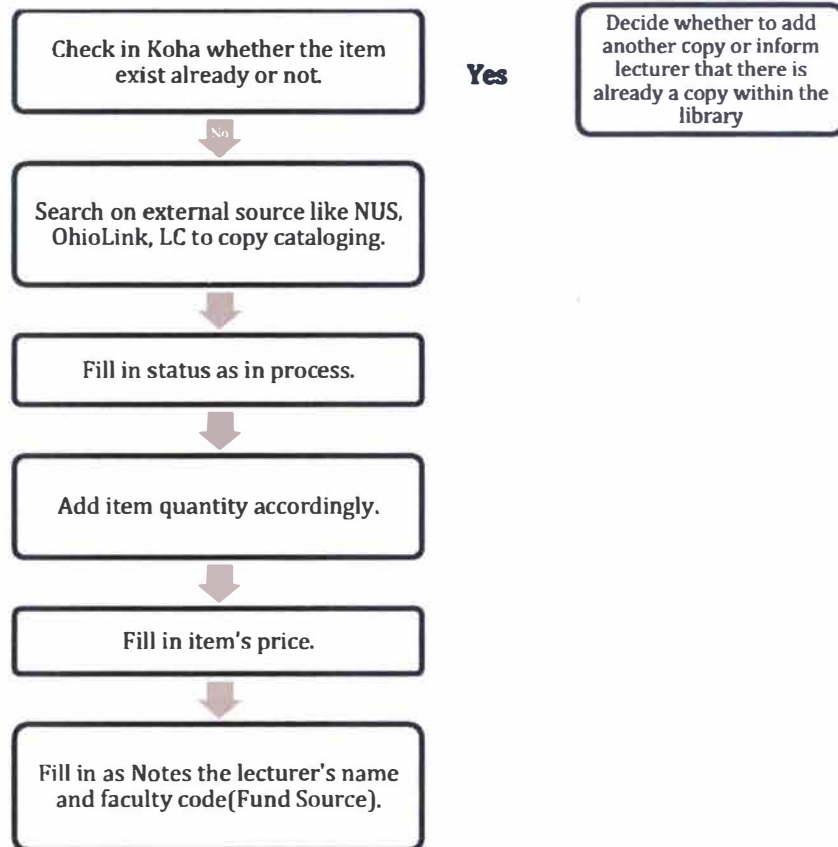 Check in Koha whether the item
exist already or not.
Yes
Decide whether to add
another copy or inform
lecturer that there is
already a copy within the
library
No
Search on external source like NUS,
OhioLink, LC to copy cataloging.
Fill in status as in process.
Add item quantity accordingly.
Fill in item's price.
Fill in as Notes the lecturer's name
and faculty code(Fund Source).